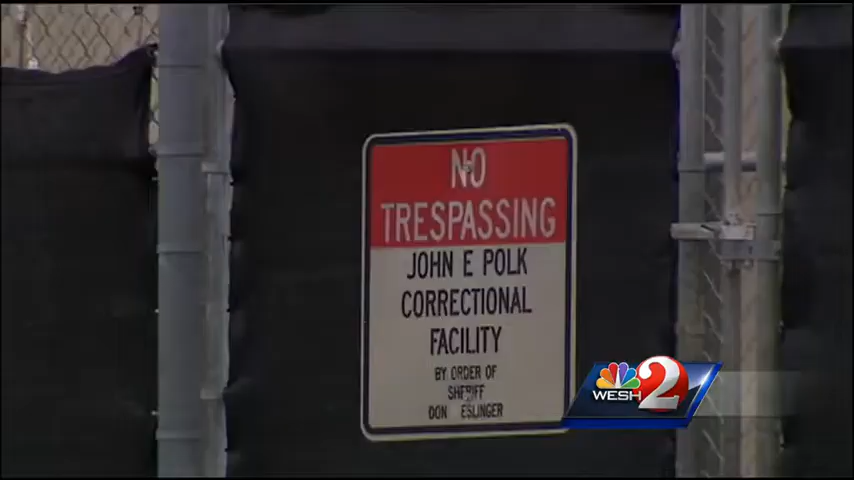 NO
TRESPASSING
JOHN E POLK
CORRECTIONAL
FACILITY
BY ORDER OF
SHERIFF
DON ESLINGER
WESH 2